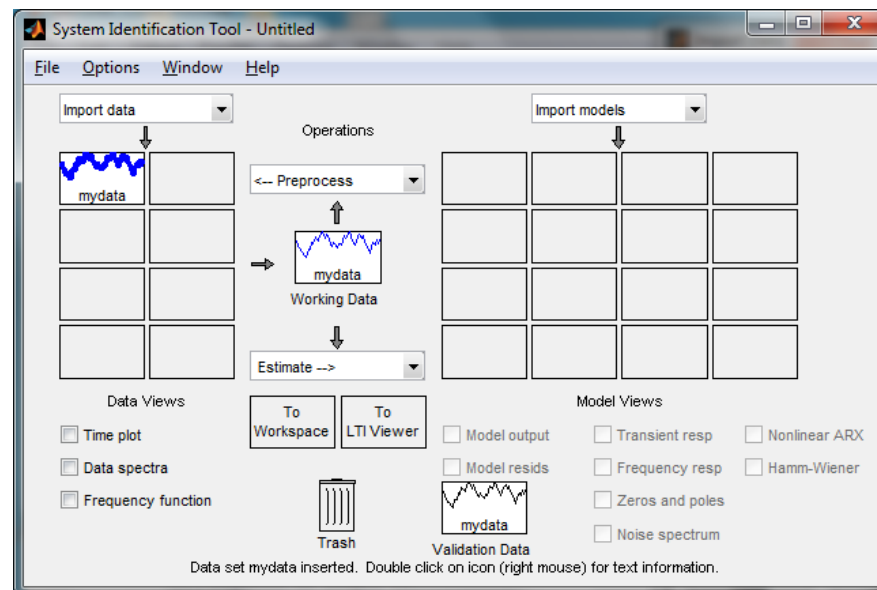 System Identification Tool - Untitled
File Options Window Help
Import data
Import models
Operations
mydata
<-- Preprocess
mydata
Working Data
Estimate -->
Data Views
Time plot
Data spectra
Frequency function
To
Workspace
To
LTI Viewer
Trash
Model Views
Model output
Transient resp
Nonlinear ARX
Model resids
Frequency resp
Hamm-Wiener
Zeros and poles
Noise spectrum
mydata
Validation Data
Data set mydata inserted. Double click on icon (right mouse) for text information.